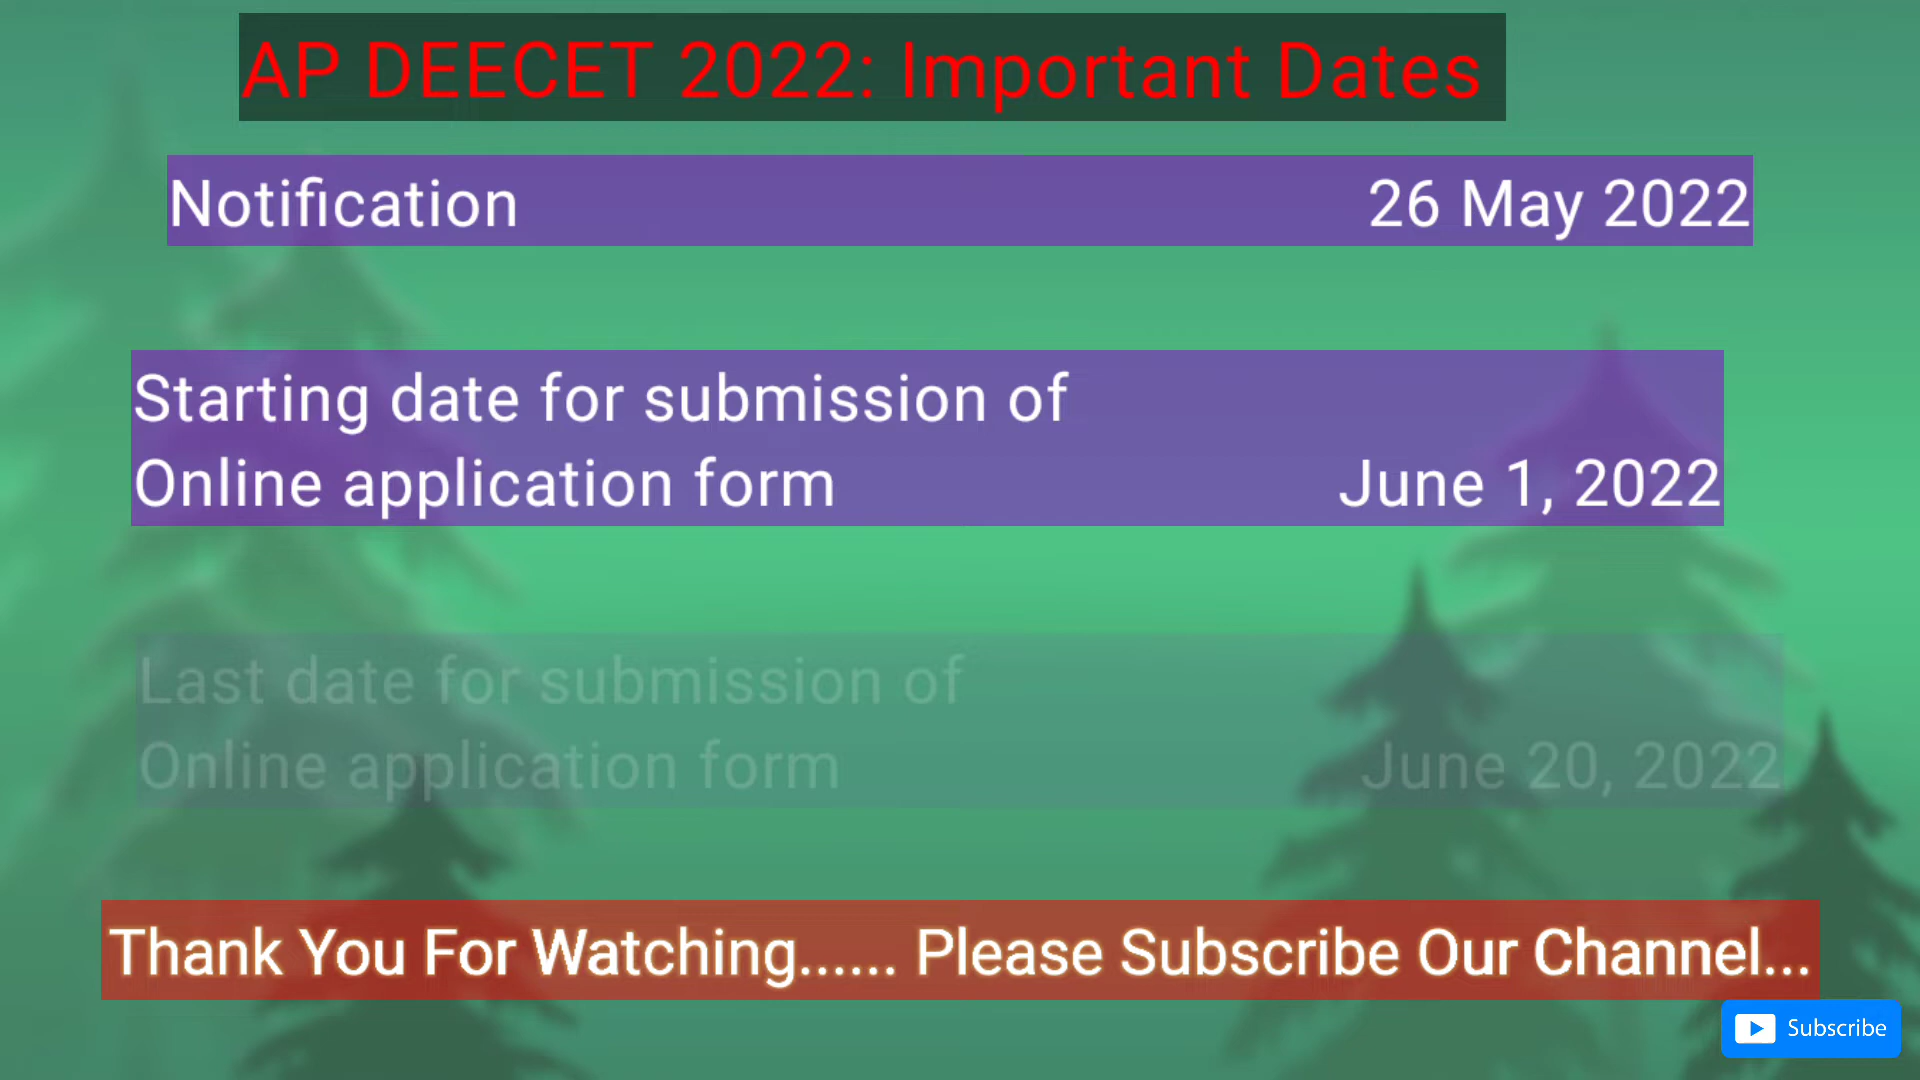 AP DEECET 2022: Important Dates
Notification 26 May 2022
Starting date for submission of
Online application form June 1, 2022
Last date for submission of
Online application form June 20, 2022
Thank You For Watching...... Please Subscribe Our Channel...
Subscribe